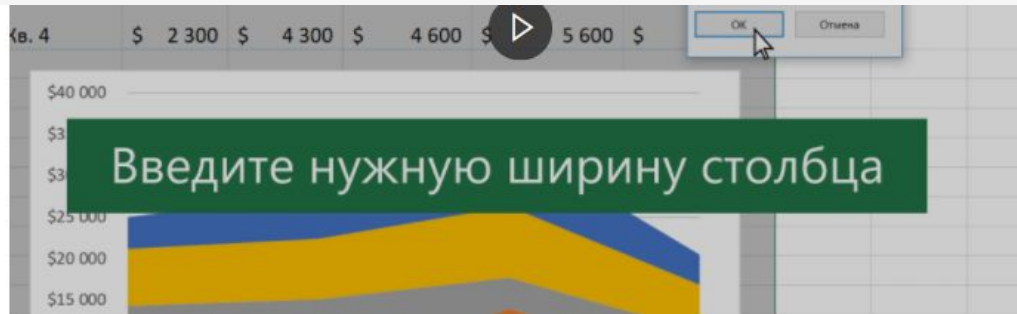 Кв. 4 $ 2 300 $ 4 300 $ 4 600 $ 5 600 $
OK Отмена
$40 000
Введите нужную ширину столбца
$25 000
$20 000
$15 000